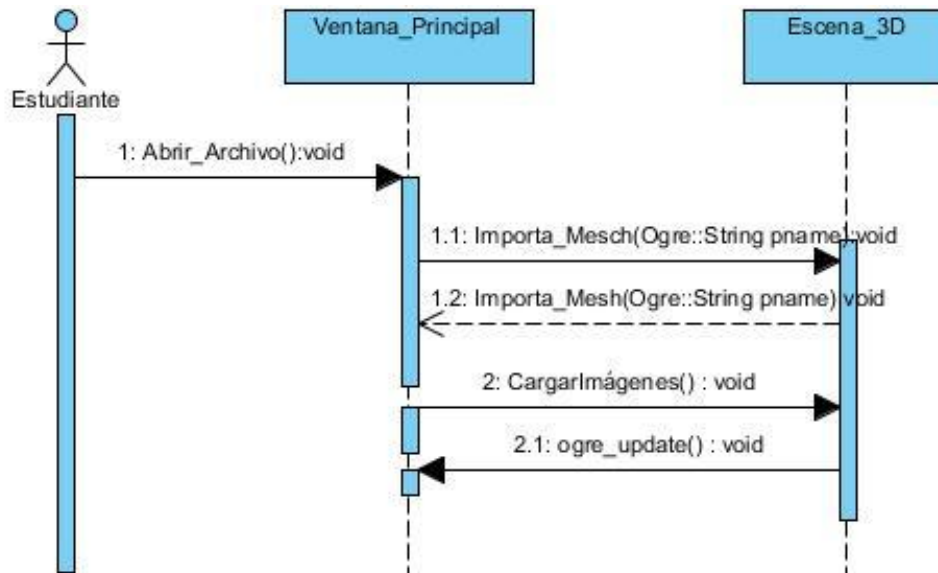 Ventana_Principal
Escena_3D
Estudiante
1: Abrir_Archivo():void
1.1: Importa_Mesch(Ogre::String pname):void
1.2: Importa_Mesh(Ogre::String pname) void
2: CargarImágenes() : void
2.1: ogre_update() : void